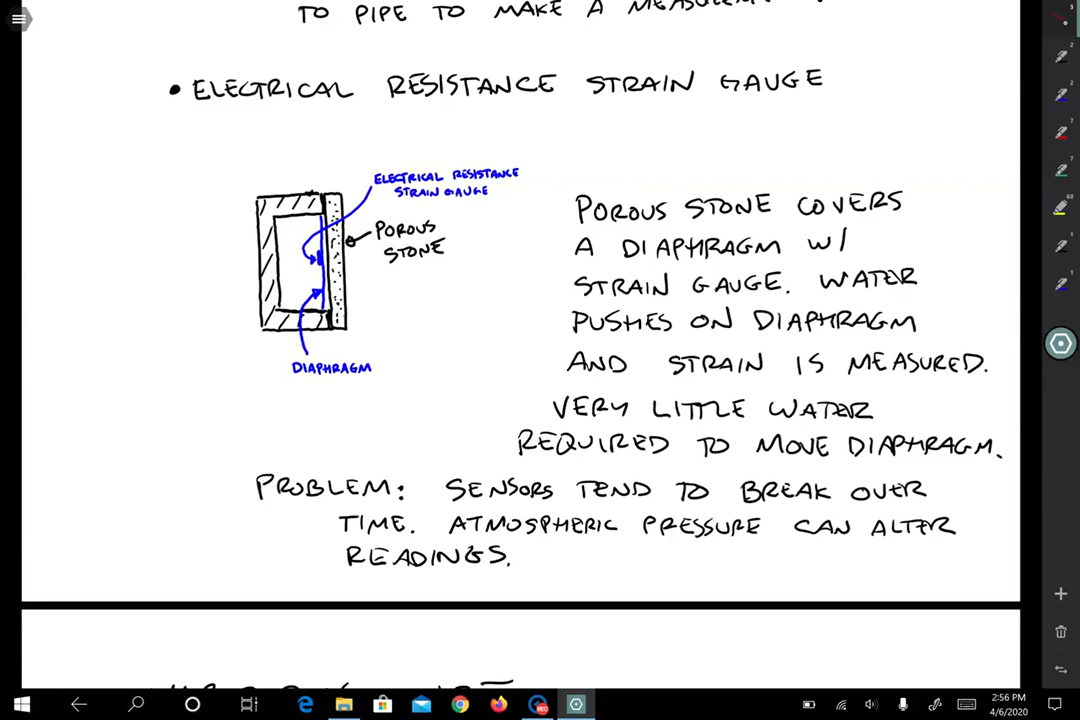 TO PIPE TO MAKE A
• ELECTRICAL RESISTANCE STRAIN GAUGE
ELECTRICAL RESISTANCE
STRAIN GAUGE
POROUS
STONE
DIAPHRAGM
POROUS STONE COVERS
A DIAPHRAGM W/
STRAIN GAUGE. WATER
PUSHES ON DIAPHRAGM
AND STRAIN IS MEASURED.
VERY LITTLE WATER
REQUIRED TO MOVE DIAPHRAGM.
PROBLEM: SENSORS TEND TO BREAK OVER
TIME. ATMOSPHERIC PRESSURE CAN ALTER
READINGS.
2:56 PM
4/6/2020